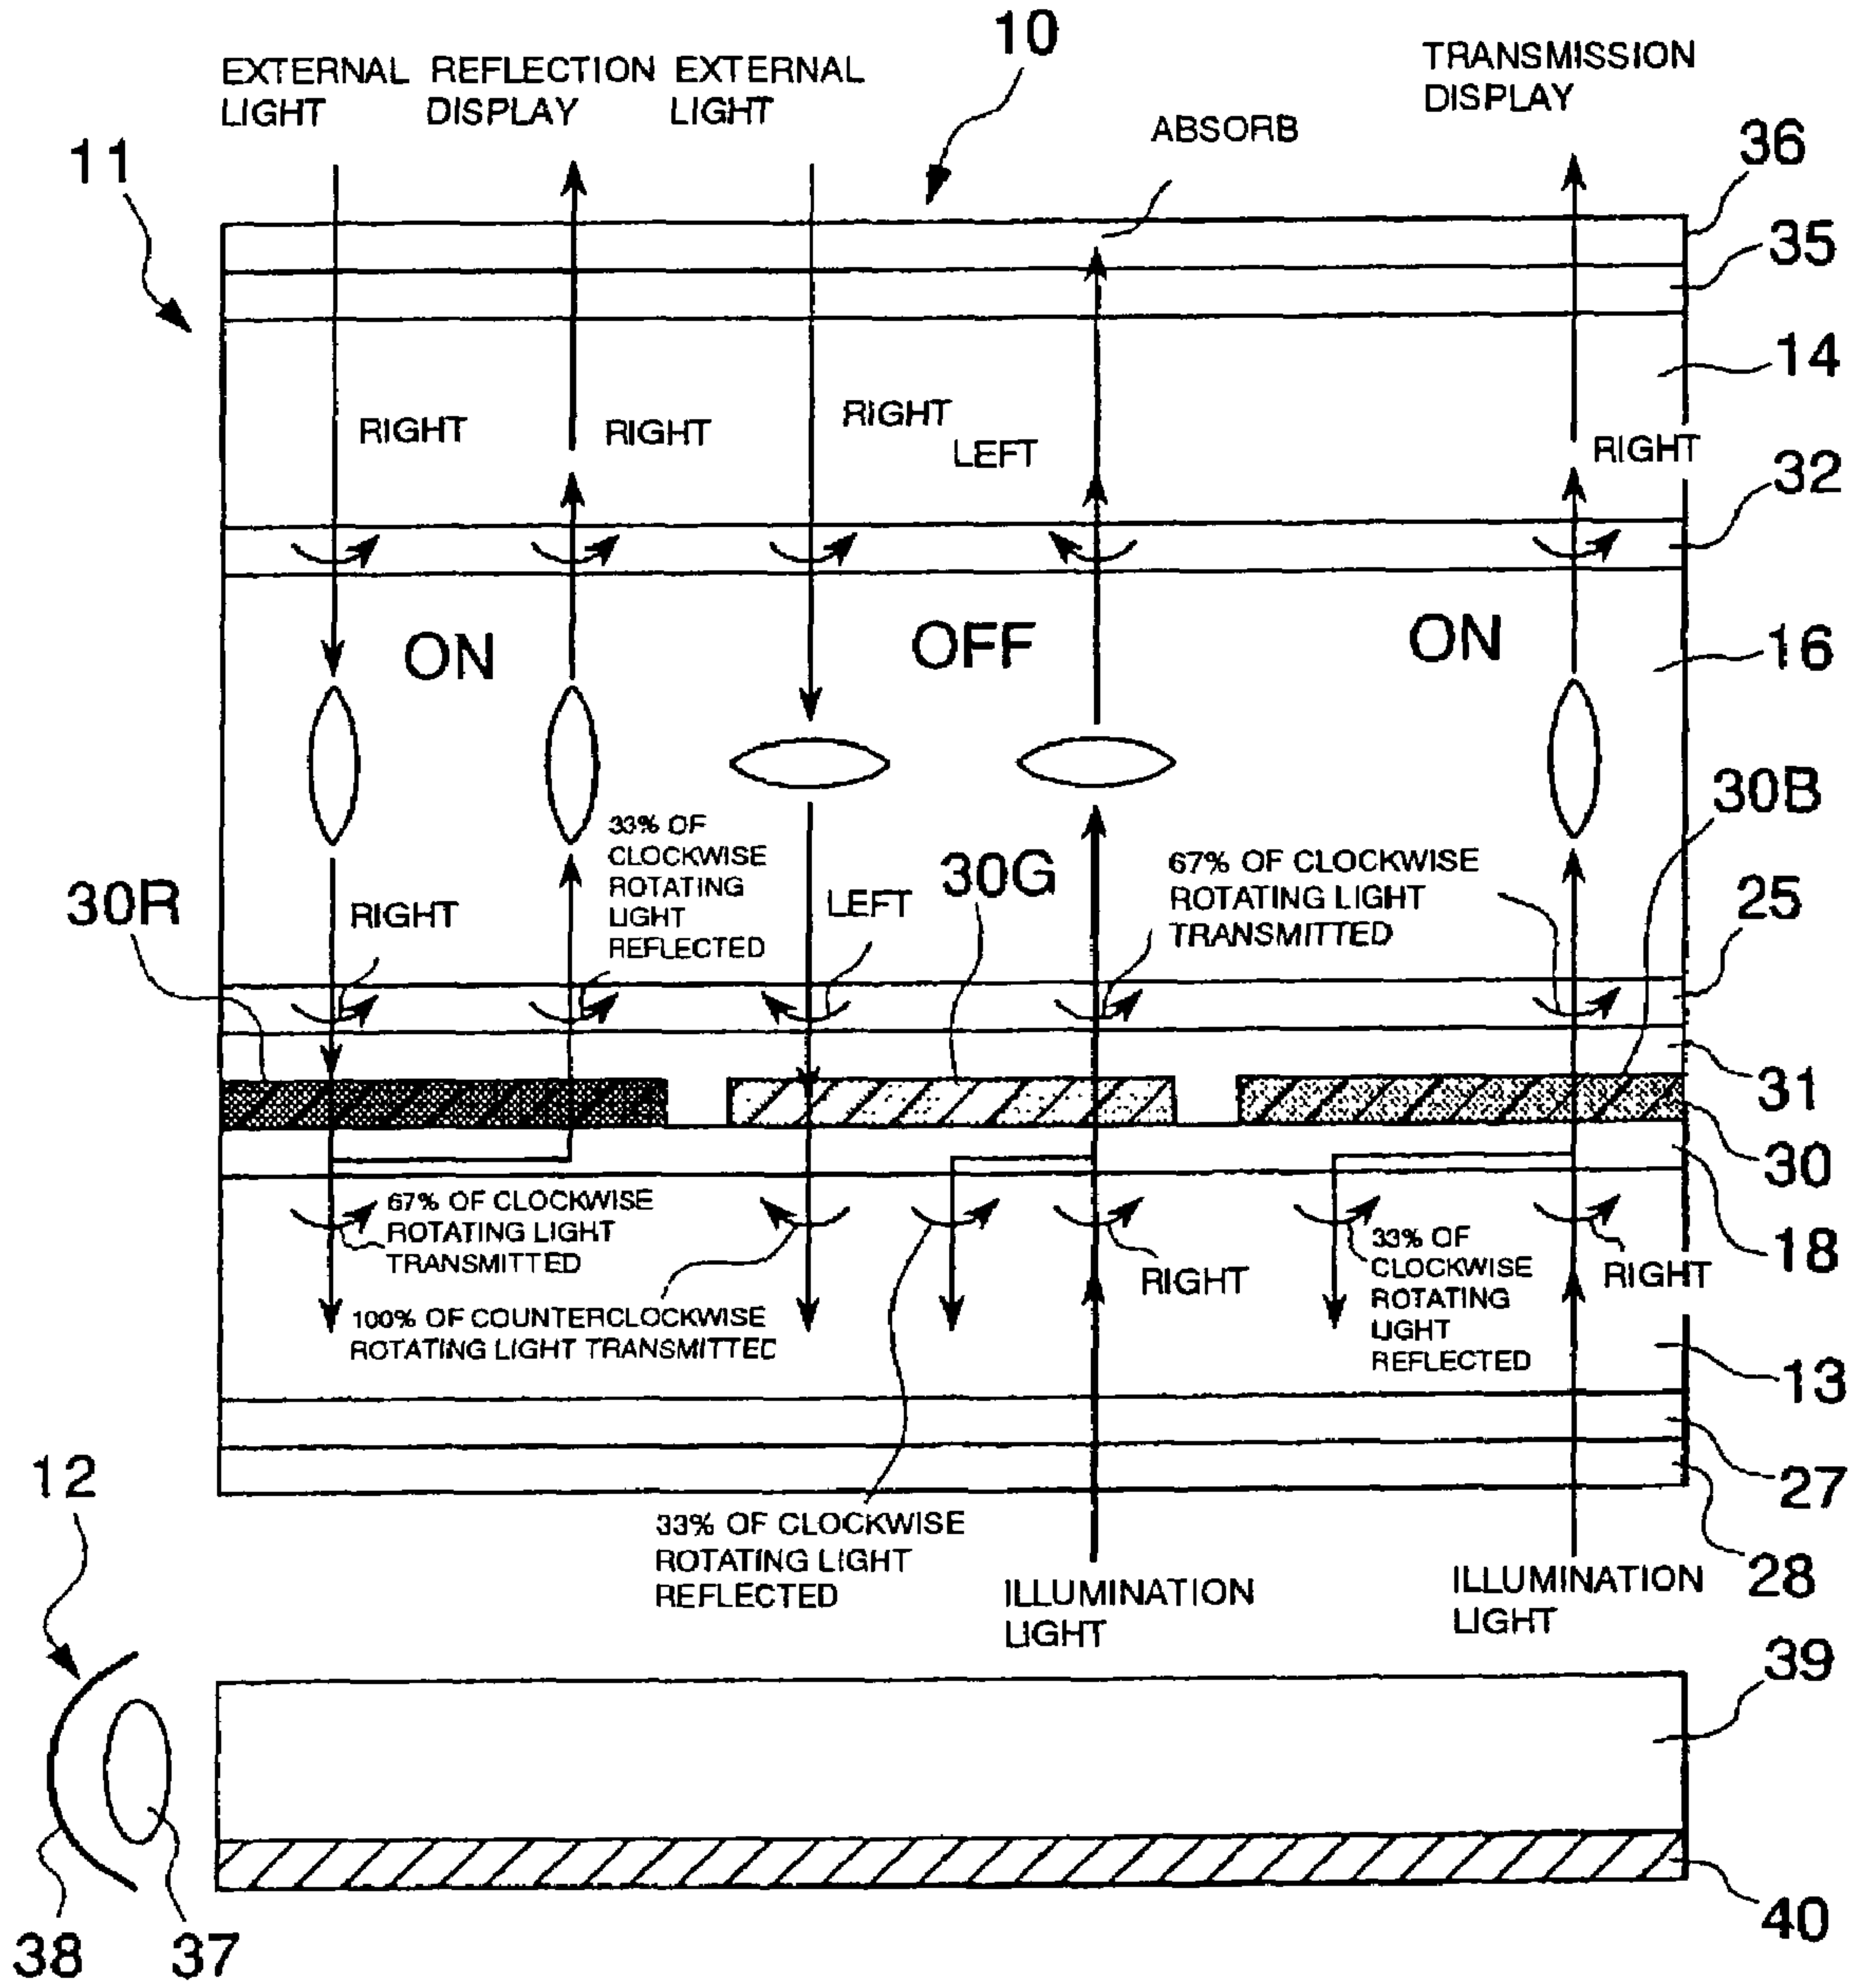 10
EXTERNAL REFLECTION EXTERNAL
LIGHT DISPLAY LIGHT
TRANSMISSION
DISPLAY
ABSORB
11
36
35
14
RIGHT
RIGHT
RIGHT
LEFT
RIGHT
32
ON
OFF
ON
16
30B
33% OF
CLOCKWISE
ROTATING
LIGHT
REFLECTED
30G
67% OF CLOCKWISE
ROTATING LIGHT
TRANSMITTED
30R
RIGHT
LEFT
25
31
30
18
67% OF CLOCKWISE
ROTATING LIGHT
TRANSMITTED
100% OF COUNTERCLOCKWISE
ROTATING LIGHT TRANSMITTED
RIGHT
33% OF
CLOCKWISE
ROTATING
LIGHT
REFLECTED
RIGHT
13
27
28
12
33% OF CLOCKWISE
ROTATING LIGHT
REFLECTED
ILLUMINATION
LIGHT
ILLUMINATION
LIGHT
39
40
38
37